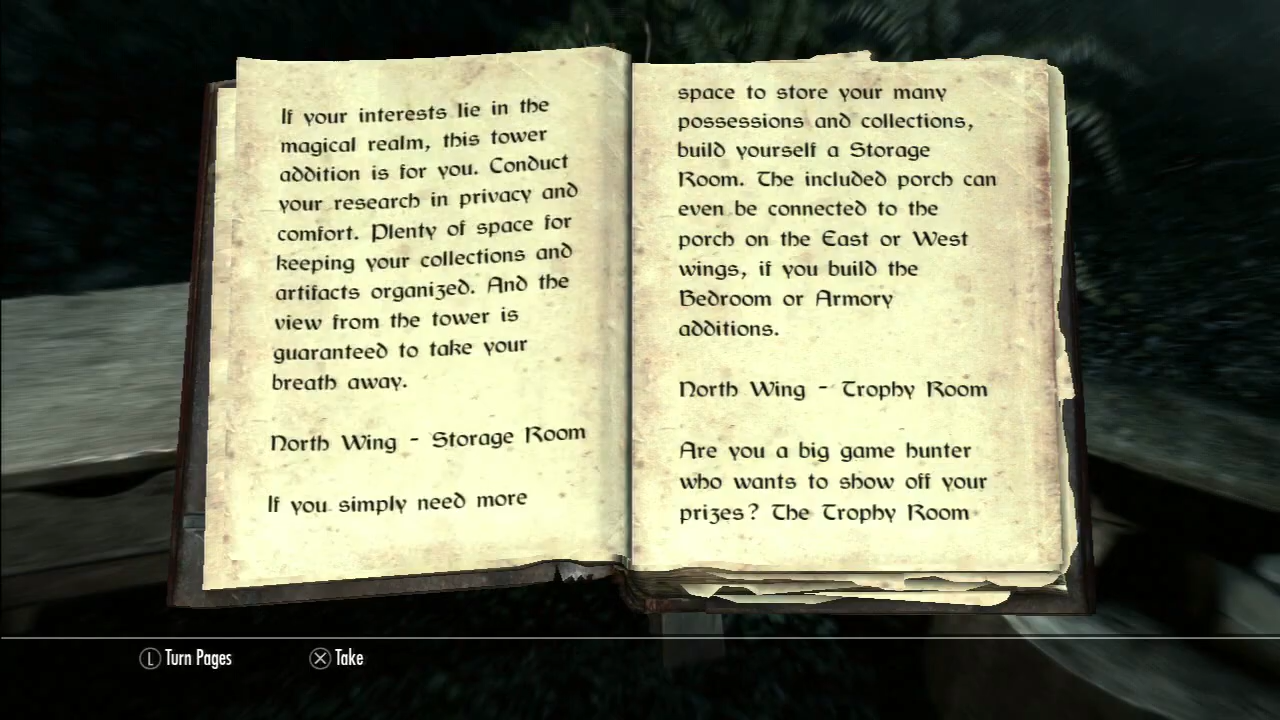 If your interests lie in the
magical realm, this tower
addition is for you. Conduct
your research in privacy and
comfort. Plenty of space for
keeping your collections and
artifacts organized. And the
view from the tower is
guaranteed to take your
breath away.
North Wing - Storage Room
If you simply need more
space to store your many
possessions and collections,
build yourself a Storage
Room. The included porch can
even be connected to the
porch on the East or West
wings, if you build the
Bedroom or Armory
additions.
North Wing - Trophy Room
Are you a big game hunter
who wants to show off your
prizes? The Trophy Room
L Turn Pages
X Take